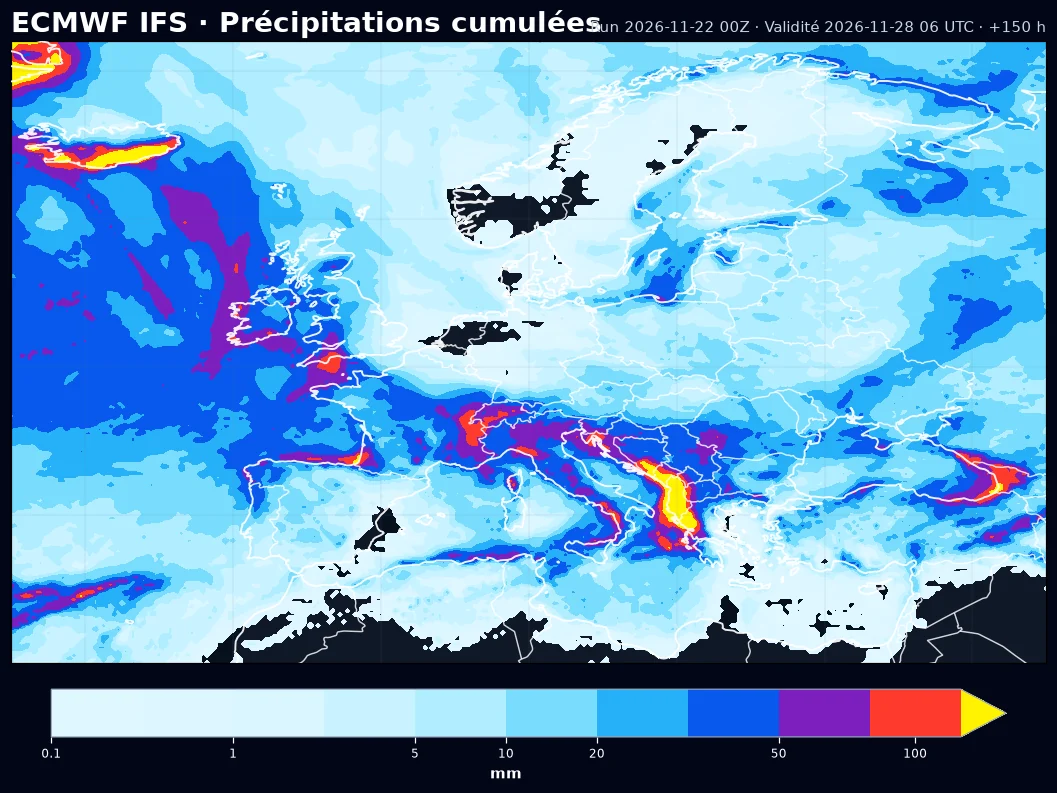 ECMWF IFS · Précipitations cumulées
Run 2026-11-22 00Z · Validité 2026-11-28 06 UTC · +150 h
0.1 1 5 10 20 50 100
mm